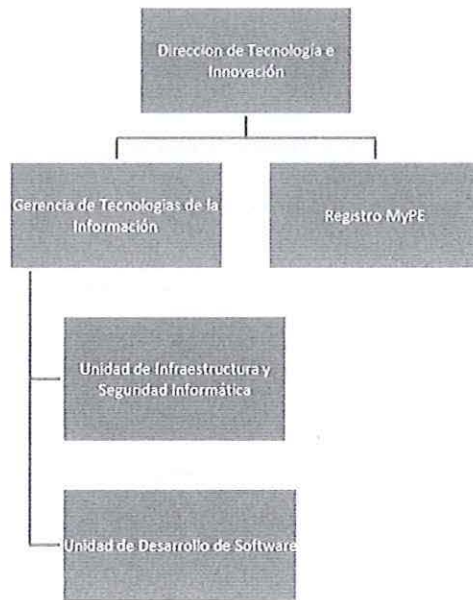 Direccion de Tecnología e
Innovación
Gerencia de Tecnologias de la
Información
Registro MyPE
Unidad de Infraestructura y
Seguridad Informática
Unidad de Desarrollo de Software